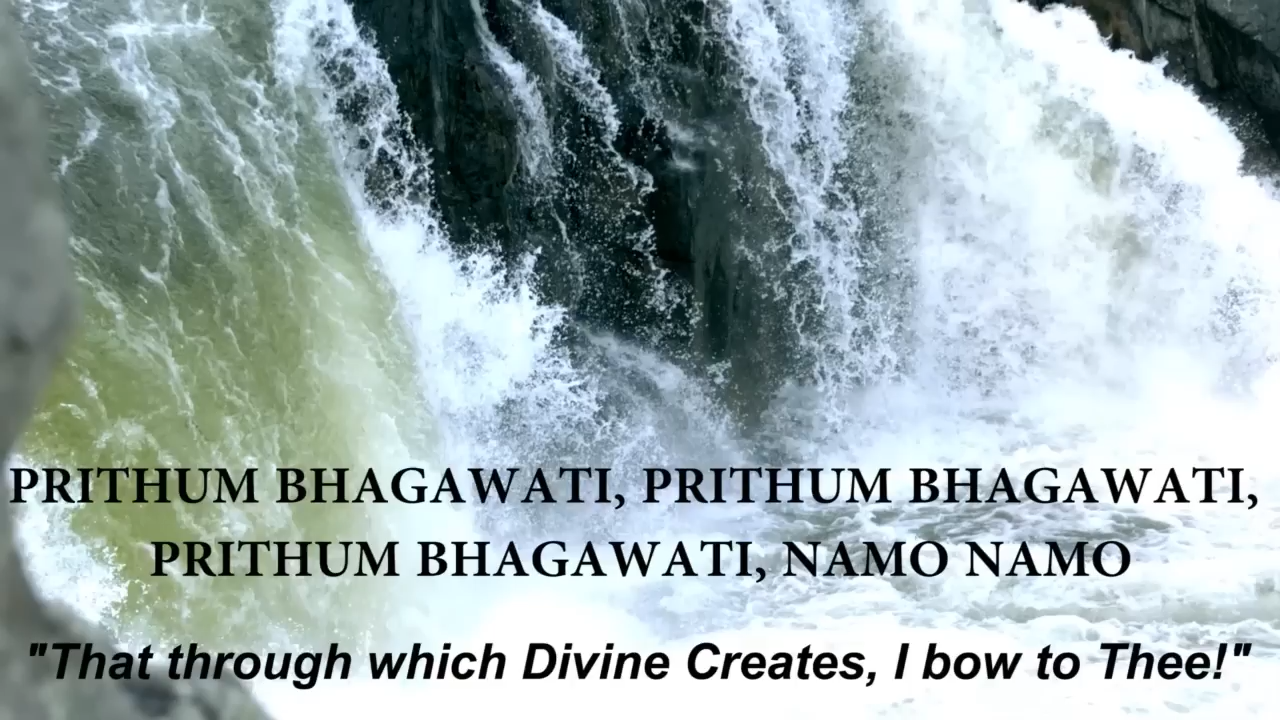 PRITHUM BHAGAWATI, PRITHUM BHAGAWATI,
PRITHUM BHAGAWATI, NAMO NAMO
"That through which Divine Creates, I bow to Thee!"